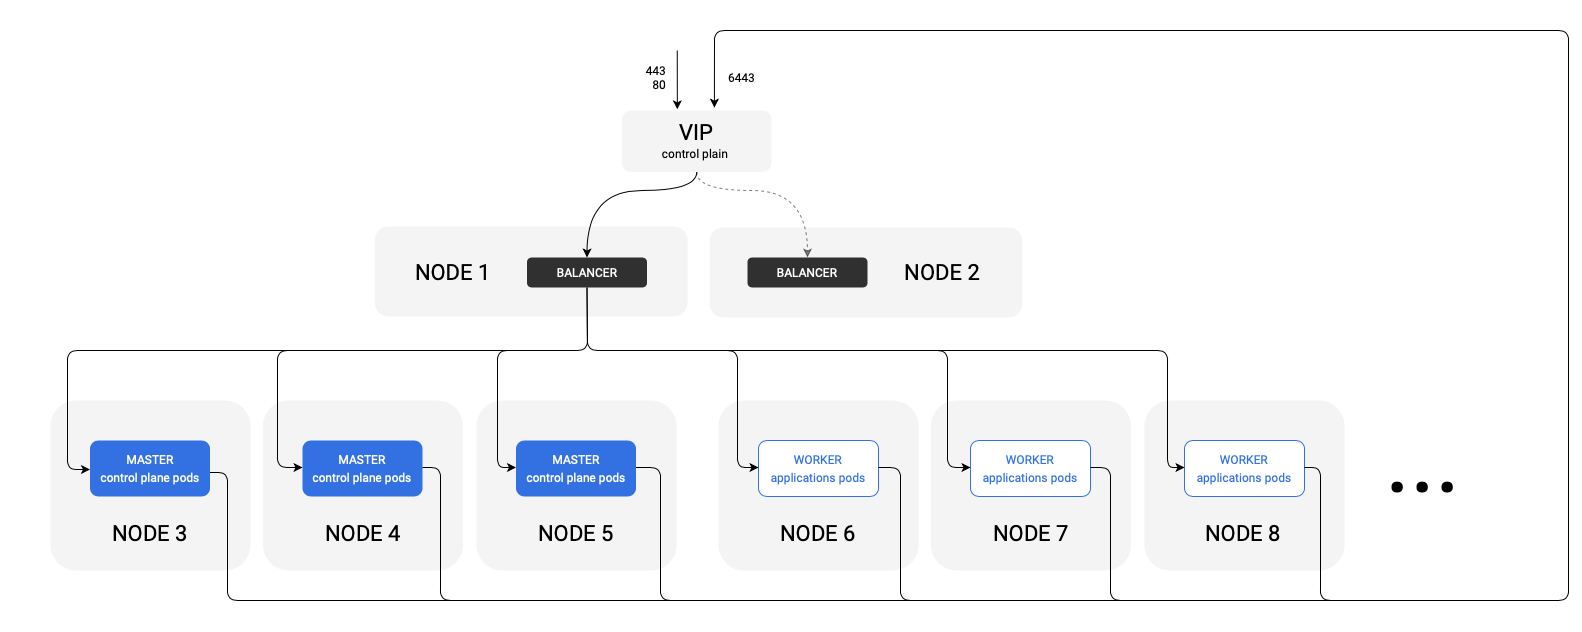 443
80
6443
VIP
control plain
NODE 1
BALANCER
BALANCER
NODE 2
MASTER
control plane pods
NODE 3
MASTER
control plane pods
NODE 4
MASTER
control plane pods
NODE 5
WORKER
applications pods
NODE 6
WORKER
applications pods
NODE 7
WORKER
applications pods
NODE 8